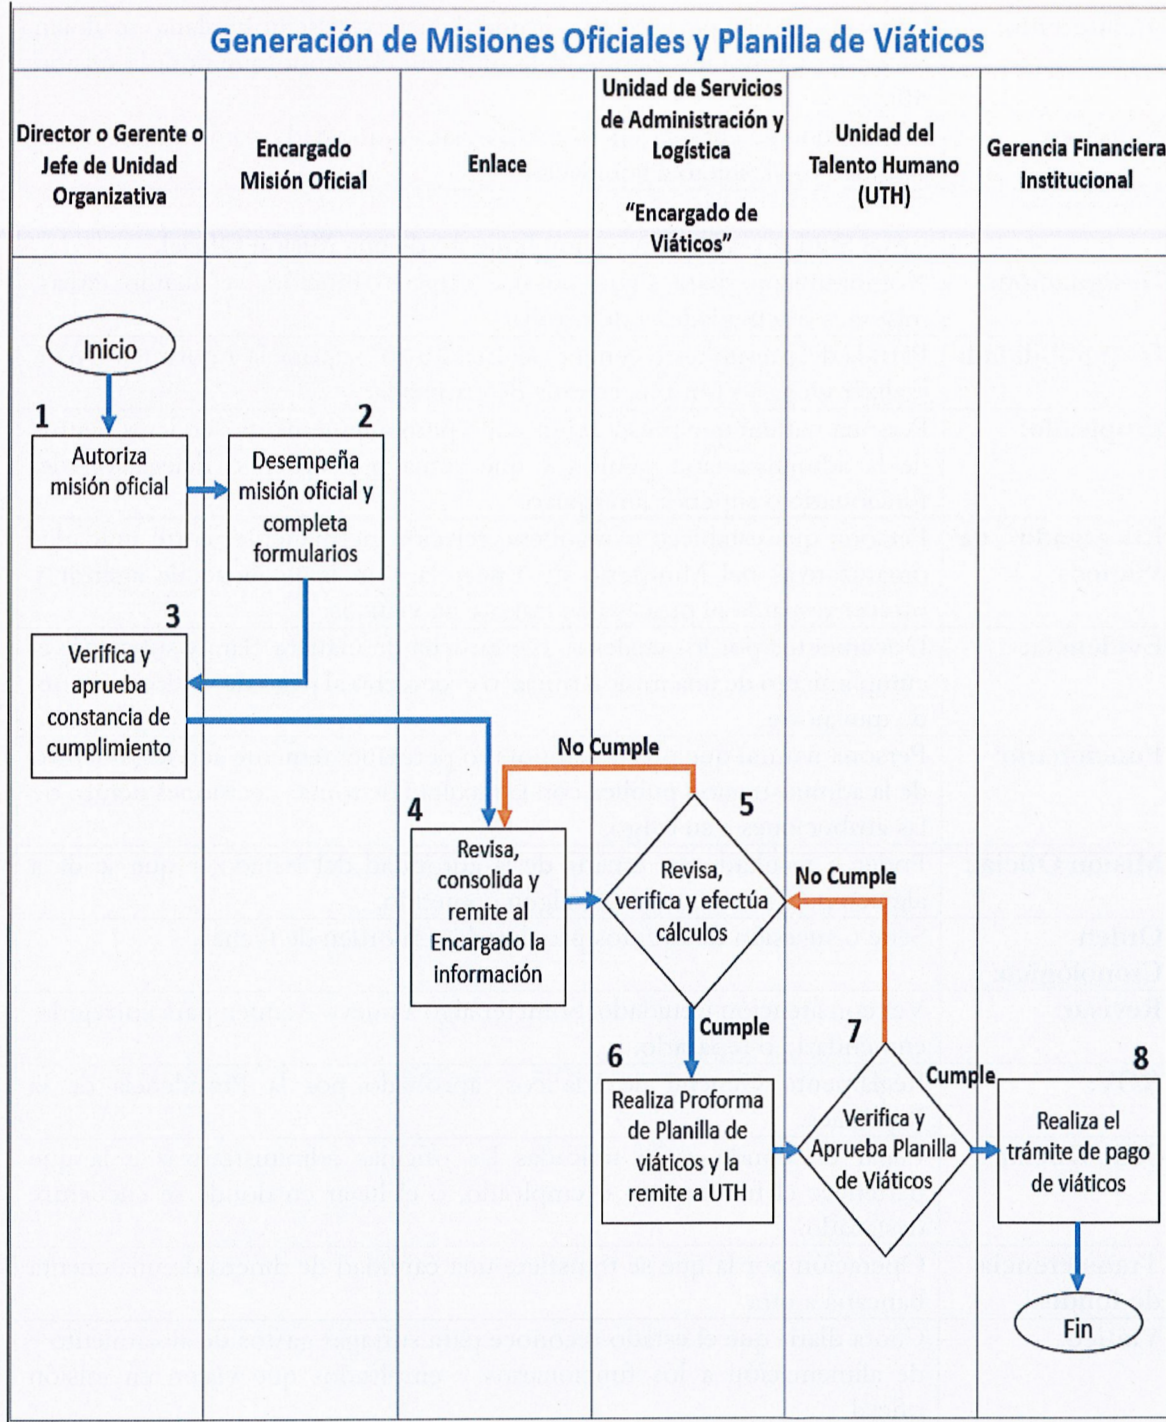 Generación de Misiones Oficiales y Planilla de Viáticos
Director o Gerente o
Jefe de Unidad
Organizativa
Encargado
Misión Oficial
Enlace
Unidad de Servicios
de Administración y
Logística
“Encargado de
Viáticos”
Unidad del
Talento Humano
(UTH)
Gerencia Financiera
Institucional
Inicio
1
Autoriza
misión oficial
2
Desempeña
misión oficial y
completa
formularios
3
Verifica y
aprueba
constancia de
cumplimiento
No Cumple
4
Revisa,
consolida y
remite al
Encargado la
información
5
Revisa,
verifica y efectúa
cálculos
No Cumple
Cumple
6
Realiza Proforma
de Planilla de
viáticos y la
remite a UTH
7
Verifica y
Aprueba Planilla
de Viáticos
Cumple
8
Realiza el
trámite de pago
de viáticos
Fin